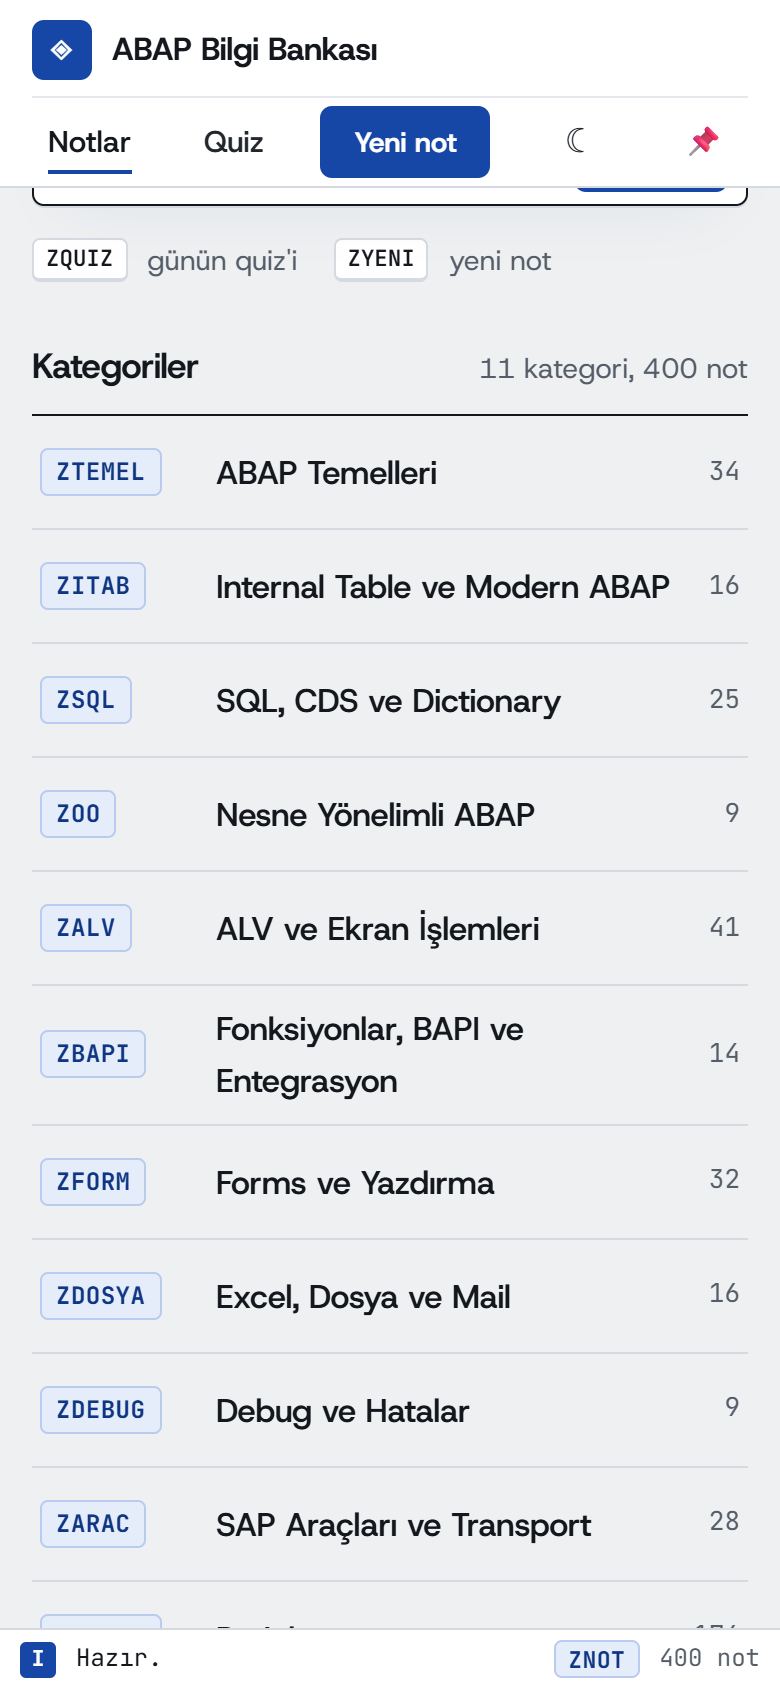 ABAP Bilgi Bankası
Notlar Quiz Yeni not
ZQUIZ günün quiz'i ZYENI yeni not
Kategoriler 11 kategori, 400 not
ZTEMEL ABAP Temelleri 34
ZITAB Internal Table ve Modern ABAP 16
ZSQL SQL, CDS ve Dictionary 25
ZOO Nesne Yönelimli ABAP 9
ZALV ALV ve Ekran İşlemleri 41
ZBAPI Fonksiyonlar, BAPI ve
Entegrasyon 14
ZFORM Forms ve Yazdırma 32
ZDOSYA Excel, Dosya ve Mail 16
ZDEBUG Debug ve Hatalar 9
ZARAC SAP Araçları ve Transport 28
I Hazır. ZNOT 400 not